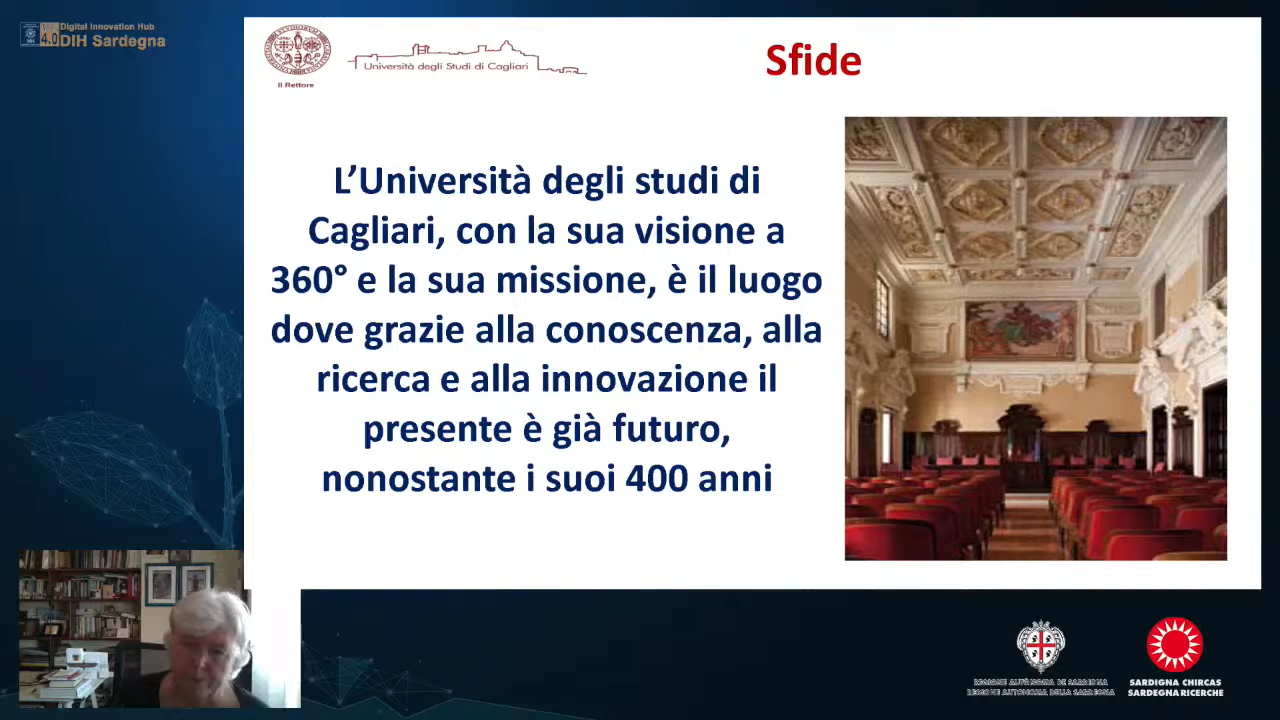 Digital Innovation Hub
4.0 DIH Sardegna
Università degli Studi di Cagliari
Il Rettore
Sfide
L’Università degli studi di
Cagliari, con la sua visione a
360° e la sua missione, è il luogo
dove grazie alla conoscenza, alla
ricerca e alla innovazione il
presente è già futuro,
nonostante i suoi 400 anni
REGIONE AUTÒNOMA DE SARDIGNA
REGIONE AUTONOMA DELLA SARDEGNA
SARDIGNA CHIRCAS
SARDEGNA RICERCHE